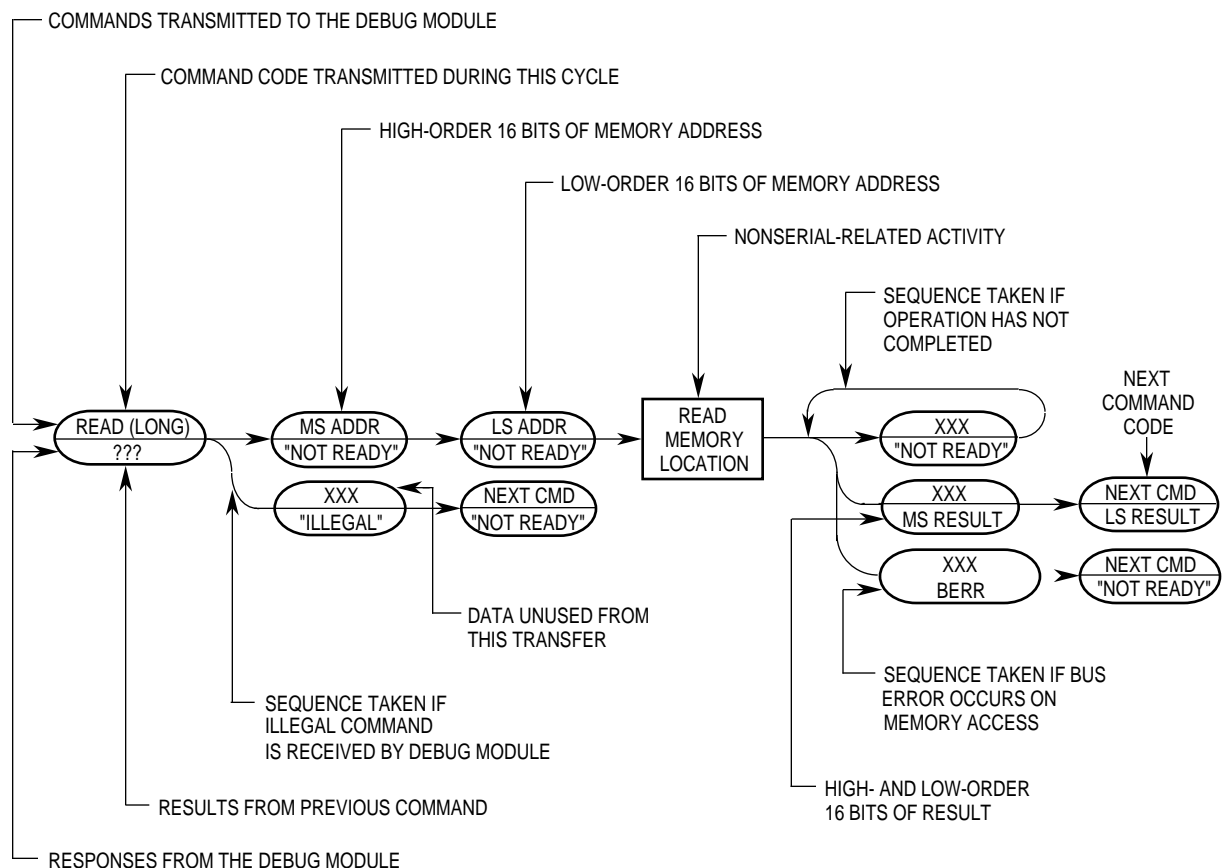 COMMANDS TRANSMITTED TO THE DEBUG MODULE
COMMAND CODE TRANSMITTED DURING THIS CYCLE
HIGH-ORDER 16 BITS OF MEMORY ADDRESS
LOW-ORDER 16 BITS OF MEMORY ADDRESS
NONSERIAL-RELATED ACTIVITY
SEQUENCE TAKEN IF
OPERATION HAS NOT
COMPLETED
NEXT
COMMAND
CODE
READ (LONG)
???
MS ADDR
"NOT READY"
LS ADDR
"NOT READY"
READ
MEMORY
LOCATION
XXX
"NOT READY"
XXX
"ILLEGAL"
NEXT CMD
"NOT READY"
XXX
MS RESULT
NEXT CMD
LS RESULT
XXX
BERR
NEXT CMD
"NOT READY"
DATA UNUSED FROM
THIS TRANSFER
SEQUENCE TAKEN IF
ILLEGAL COMMAND
IS RECEIVED BY DEBUG MODULE
SEQUENCE TAKEN IF BUS
ERROR OCCURS ON
MEMORY ACCESS
HIGH- AND LOW-ORDER
16 BITS OF RESULT
RESULTS FROM PREVIOUS COMMAND
RESPONSES FROM THE DEBUG MODULE